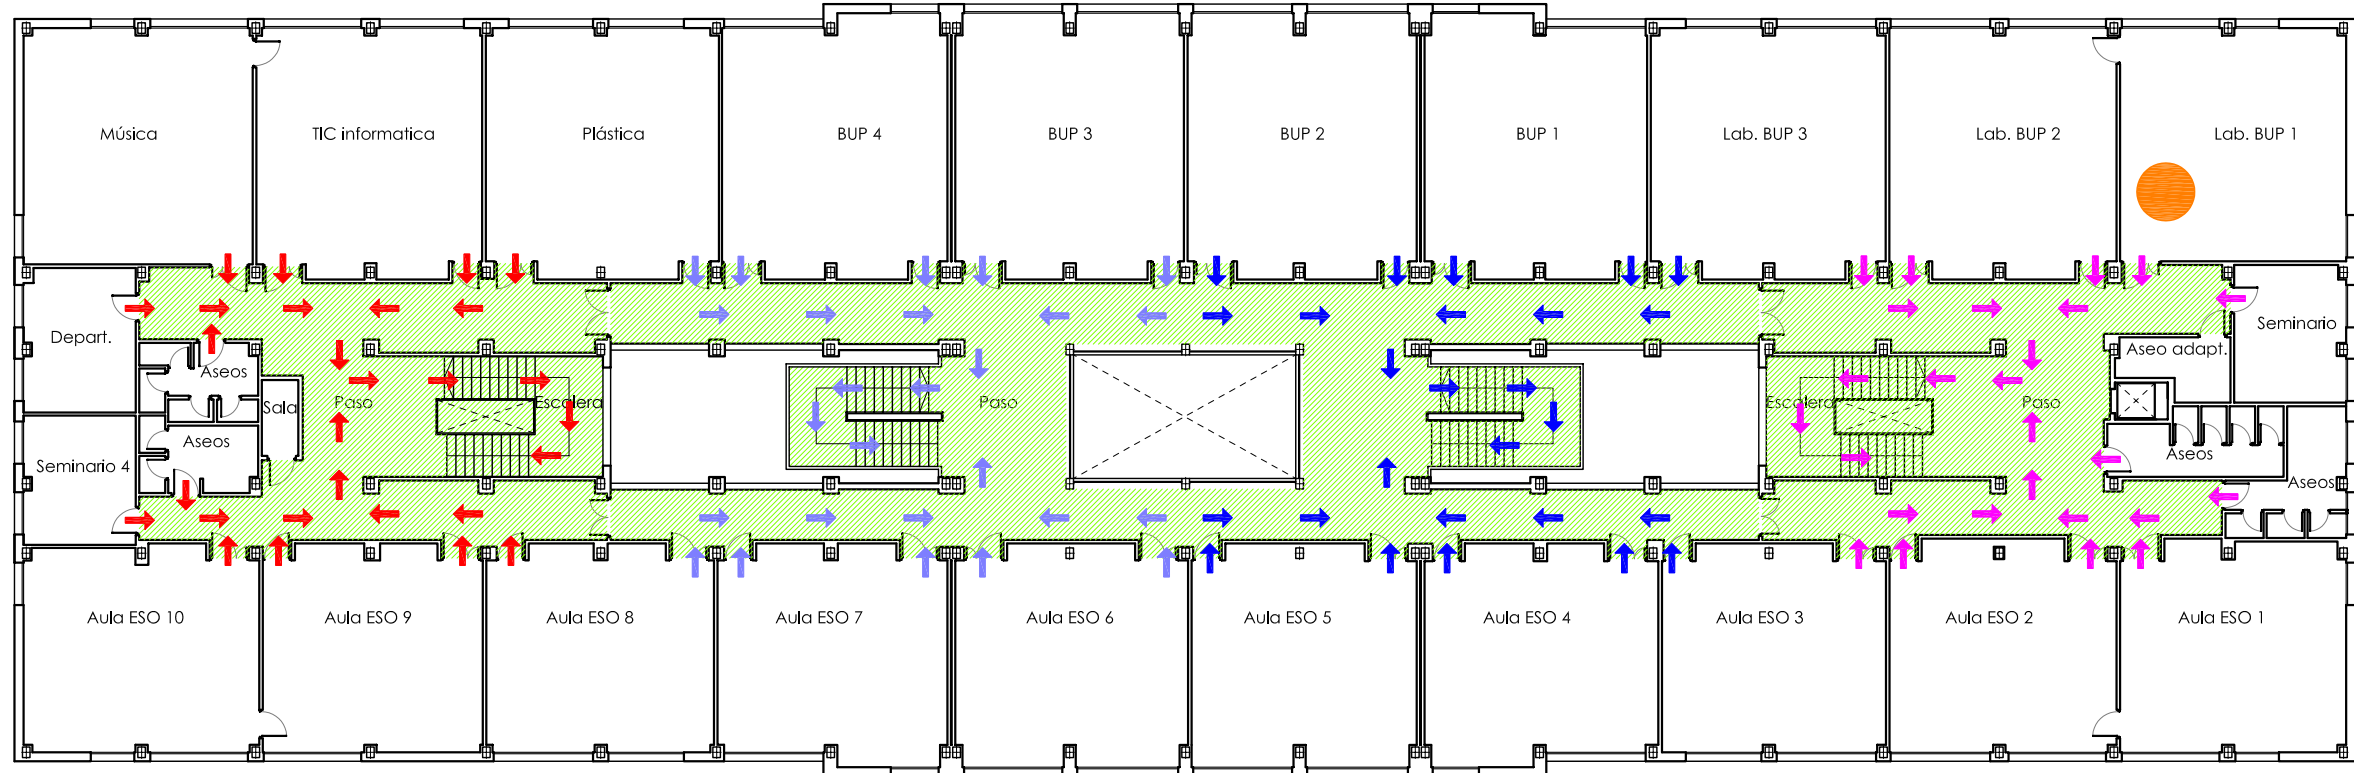 Música
TIC informatica
Plástica
BUP 4
BUP 3
BUP 2
BUP 1
Lab. BUP 3
Lab. BUP 2
Lab. BUP 1
Depart.
Aseos
Sala
Paso
Escalera
Paso
Escalera
Paso
Aseo adapt.
Seminario
Seminario 4
Aseos
Aseos
Aseos
Aula ESO 10
Aula ESO 9
Aula ESO 8
Aula ESO 7
Aula ESO 6
Aula ESO 5
Aula ESO 4
Aula ESO 3
Aula ESO 2
Aula ESO 1